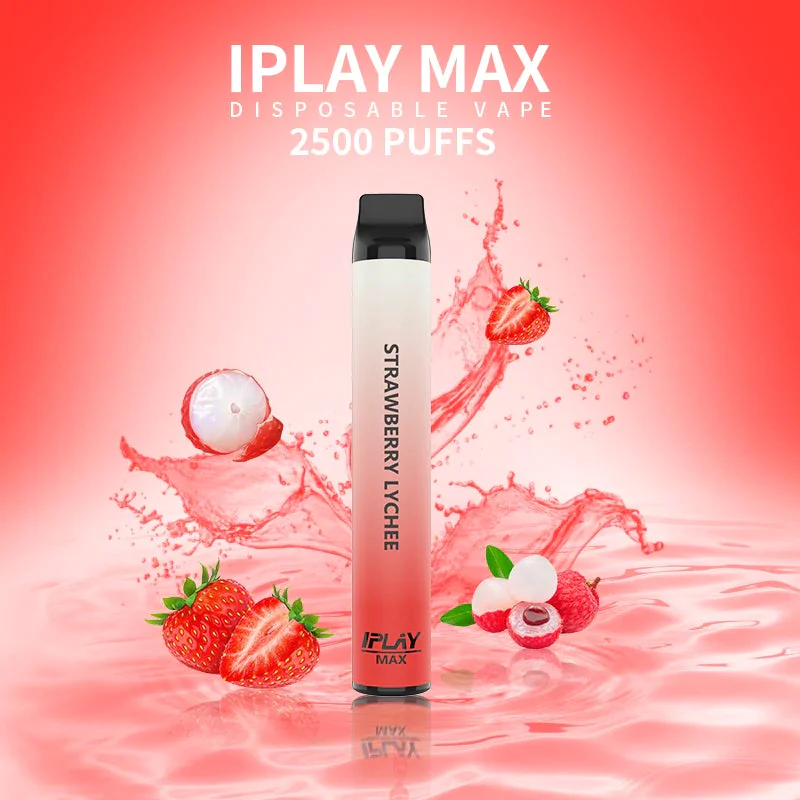 IPLAY MAX
DISPOSABLE VAPE
2500 PUFFS
STRAWBERRY LYCHEE
IPLAY
MAX